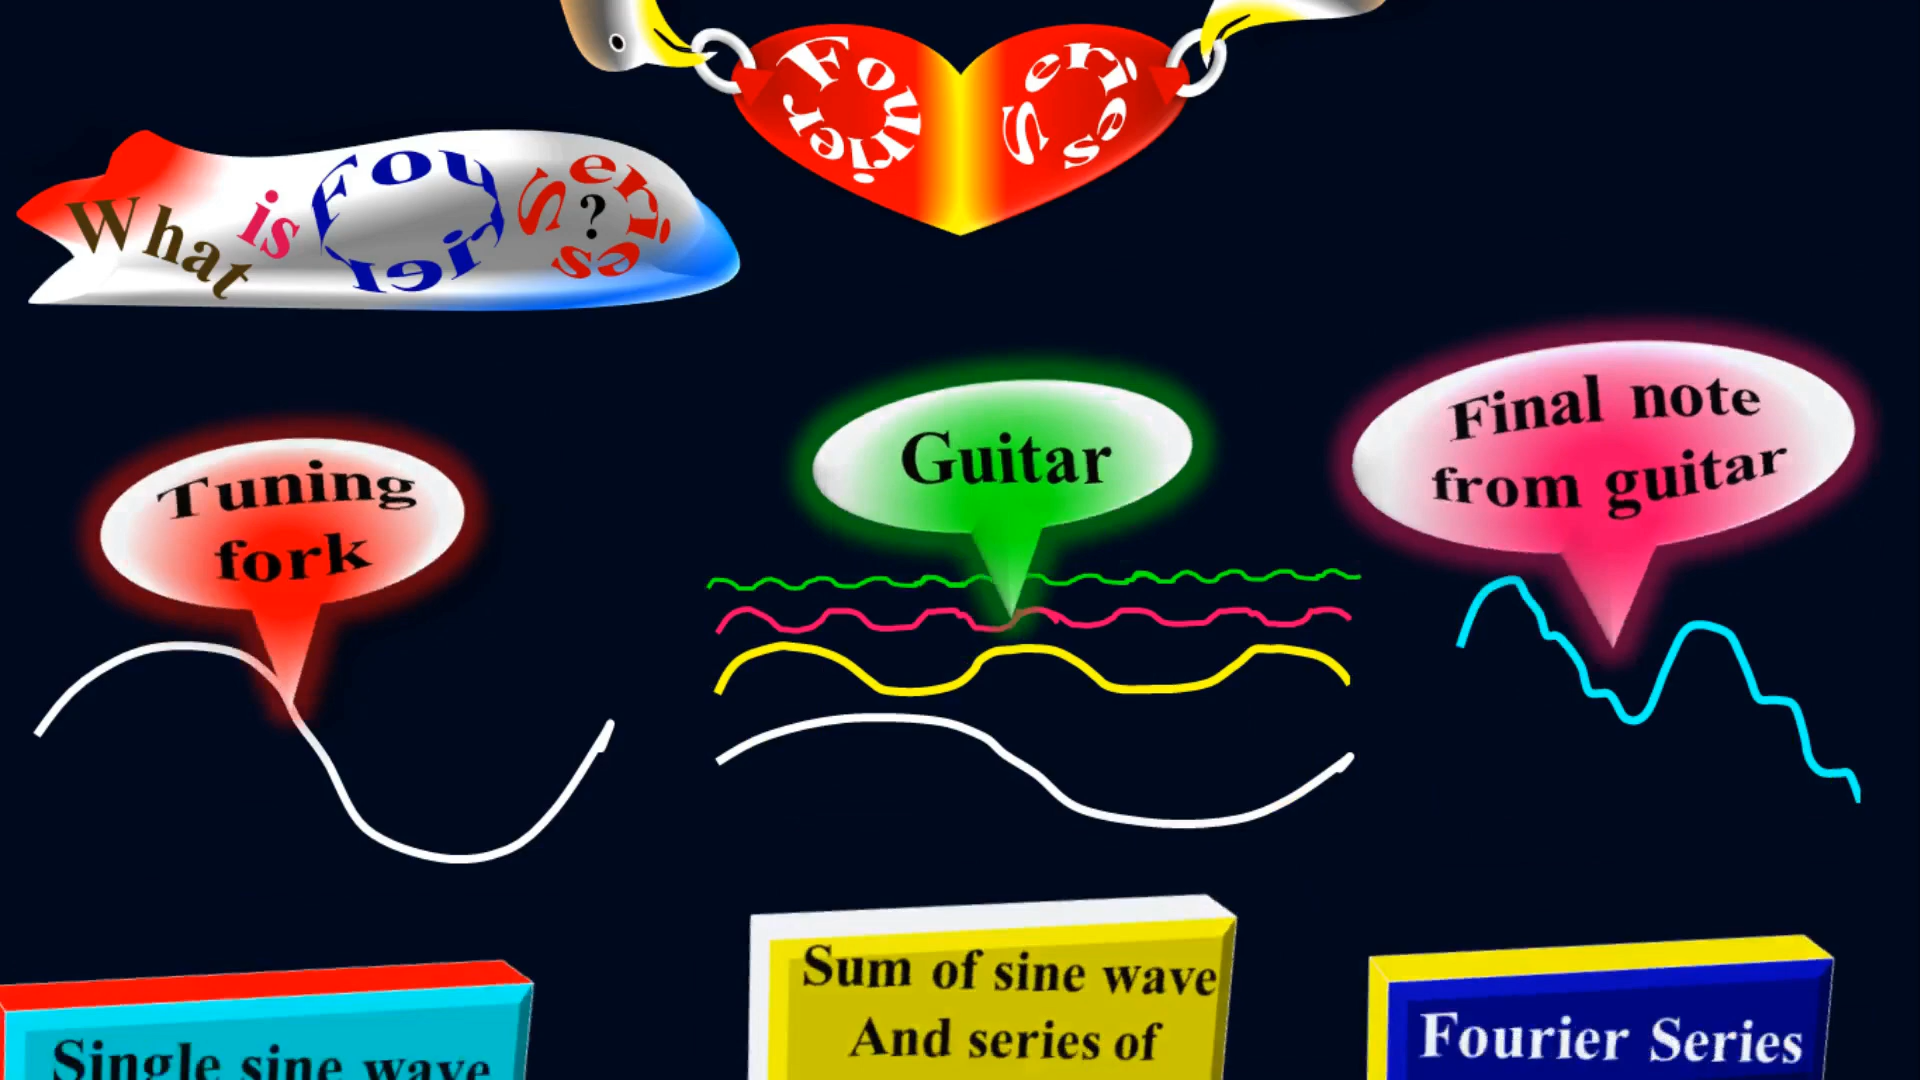 Fourier Series
What is Fourier Series ?
Tuning
fork
Guitar
Final note
from guitar
Single sine wave
Sum of sine wave
And series of
Fourier Series